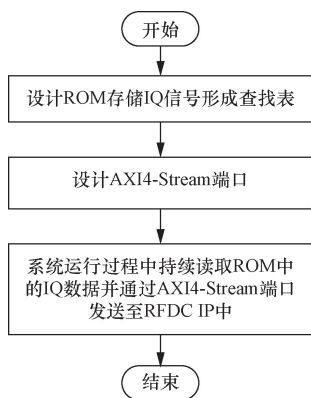 开始
设计ROM存储IQ信号形成查找表
设计AXI4-Stream端口
系统运行过程中持续读取ROM中
的IQ数据并通过AXI4-Stream端口
发送至RFDC IP中
结束